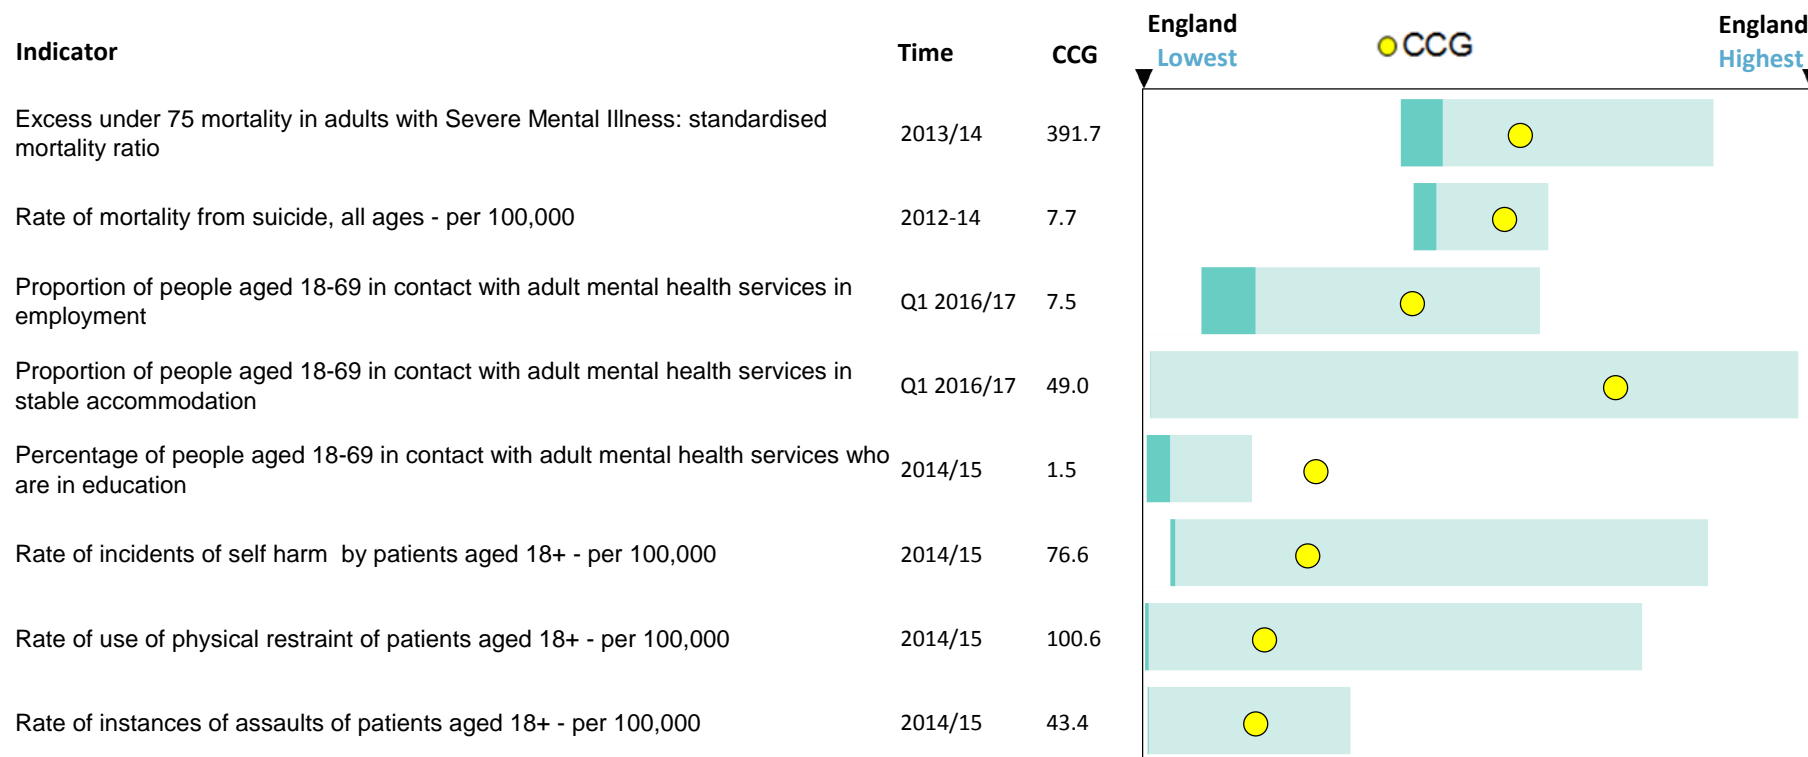 Indicator Time CCG England Lowest CCG England Highest
Excess under 75 mortality in adults with Severe Mental Illness: standardised
mortality ratio
2013/14 391.7
Rate of mortality from suicide, all ages - per 100,000 2012-14 7.7
Proportion of people aged 18-69 in contact with adult mental health services in
employment
Q1 2016/17 7.5
Proportion of people aged 18-69 in contact with adult mental health services in
stable accommodation
Q1 2016/17 49.0
Percentage of people aged 18-69 in contact with adult mental health services who
are in education
2014/15 1.5
Rate of incidents of self harm  by patients aged 18+ - per 100,000 2014/15 76.6
Rate of use of physical restraint of patients aged 18+ - per 100,000 2014/15 100.6
Rate of instances of assaults of patients aged 18+ - per 100,000 2014/15 43.4